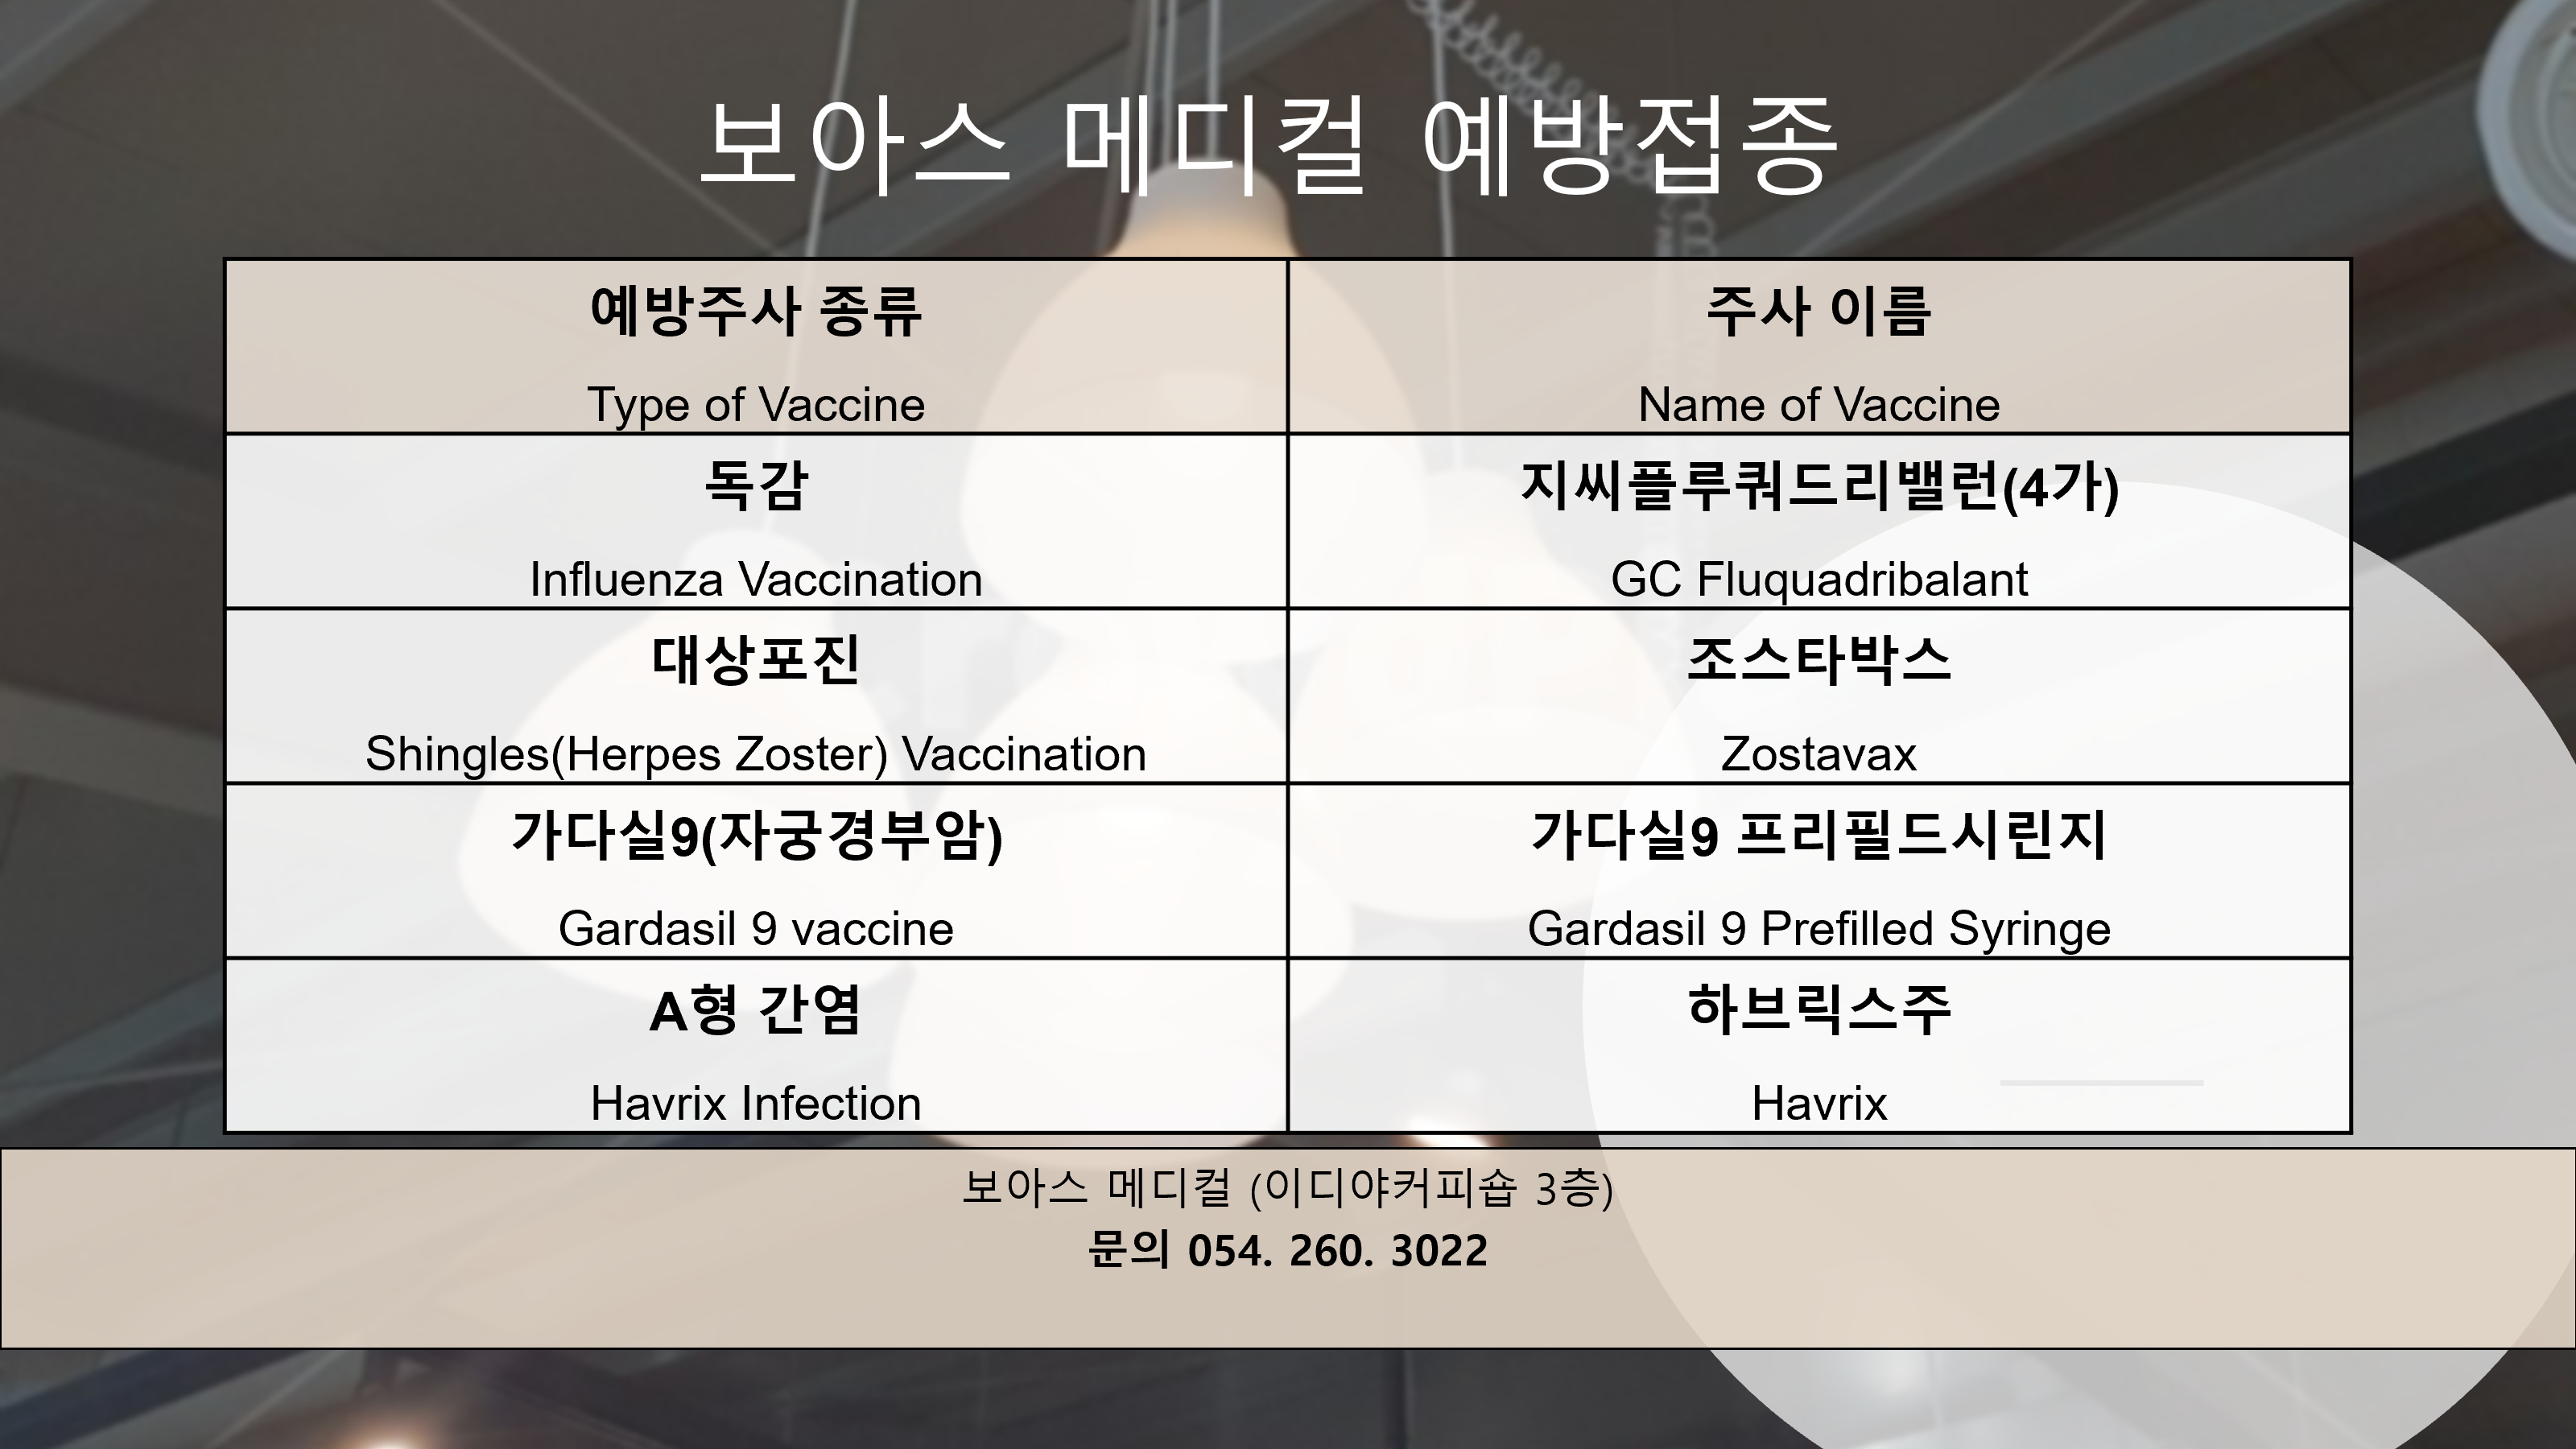 보아스 메디컬 예방접종
예방주사 종류
Type of Vaccine
주사 이름
Name of Vaccine
독감
Influenza Vaccination
지씨플루쿼드리밸런(4가)
GC Fluquadribalant
대상포진
Shingles(Herpes Zoster) Vaccination
조스타박스
Zostavax
가다실9(자궁경부암)
Gardasil 9 vaccine
가다실9 프리필드시린지
Gardasil 9 Prefilled Syringe
A형 간염
Havrix Infection
하브릭스주
Havrix
보아스 메디컬 (이디야커피숍 3층)
문의 054. 260. 3022